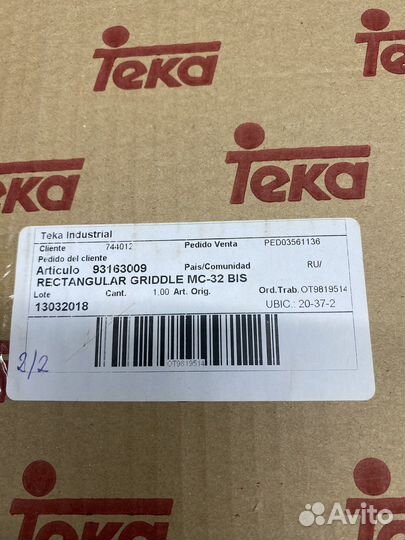 Teka
Teka
Teka Industrial
Cliente 744012 Pedido Venta PED03561136
Pedido del cliente
Articulo 93163009 Pais/Comunidad RU/
RECTANGULAR GRIDDLE MC-32 BIS
Lote Cant. 1.00 Art. Orig. Ord.Trab. OT9819514
13032018 UBIC.: 20-37-2
OT9819514
2/2
Teka
Teka
Avito